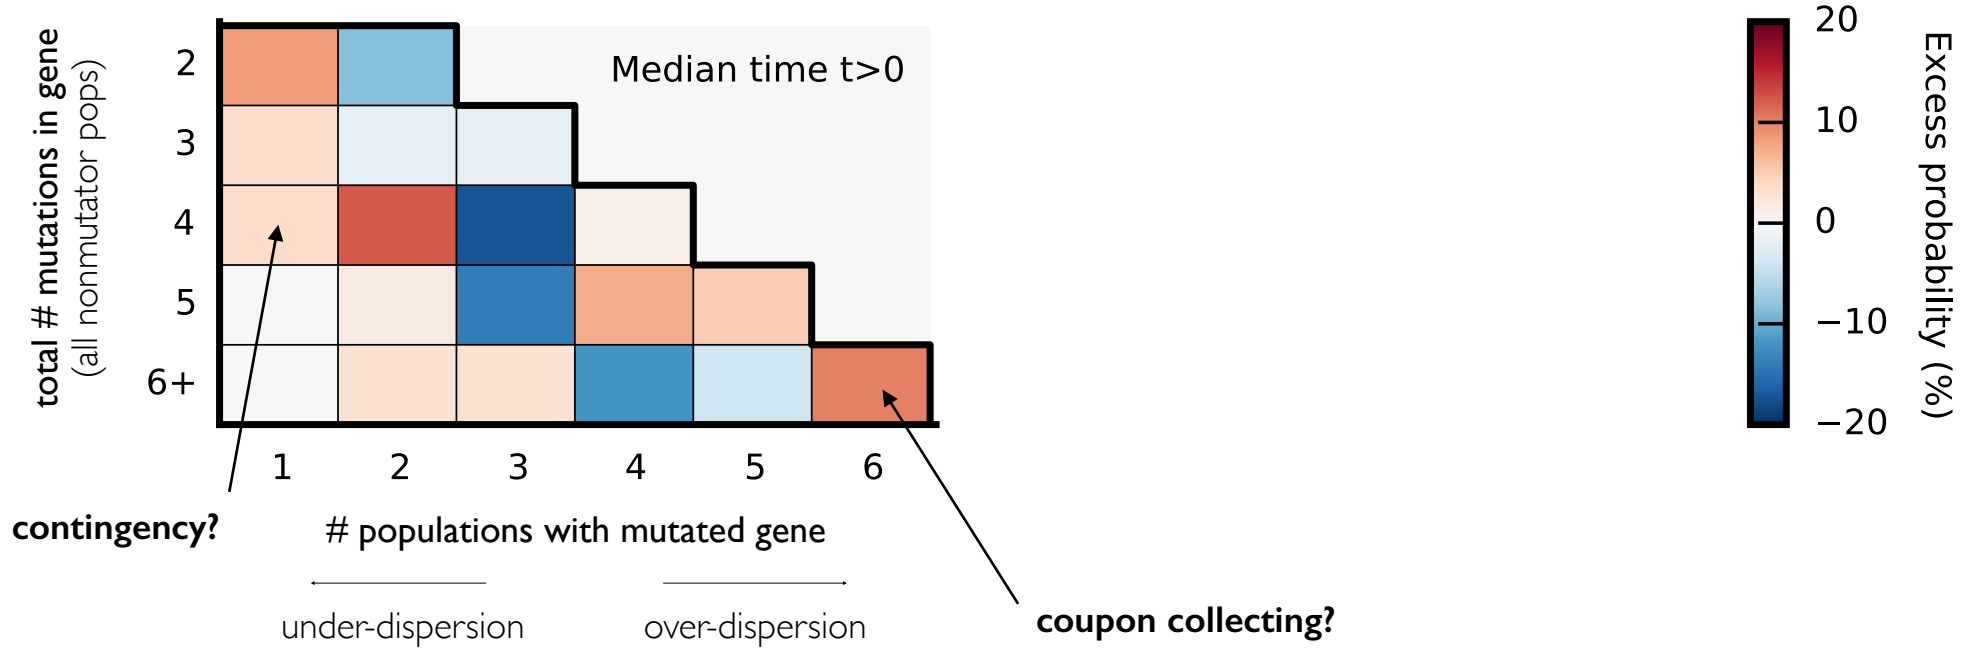 total # mutations in gene
(all nonmutator pops)
2
3
4
5
6+
Median time t>0
1 2 3 4 5 6
# populations with mutated gene
under-dispersion over-dispersion
contingency?
coupon collecting?
20
10
0
−10
−20
Excess probability (%)